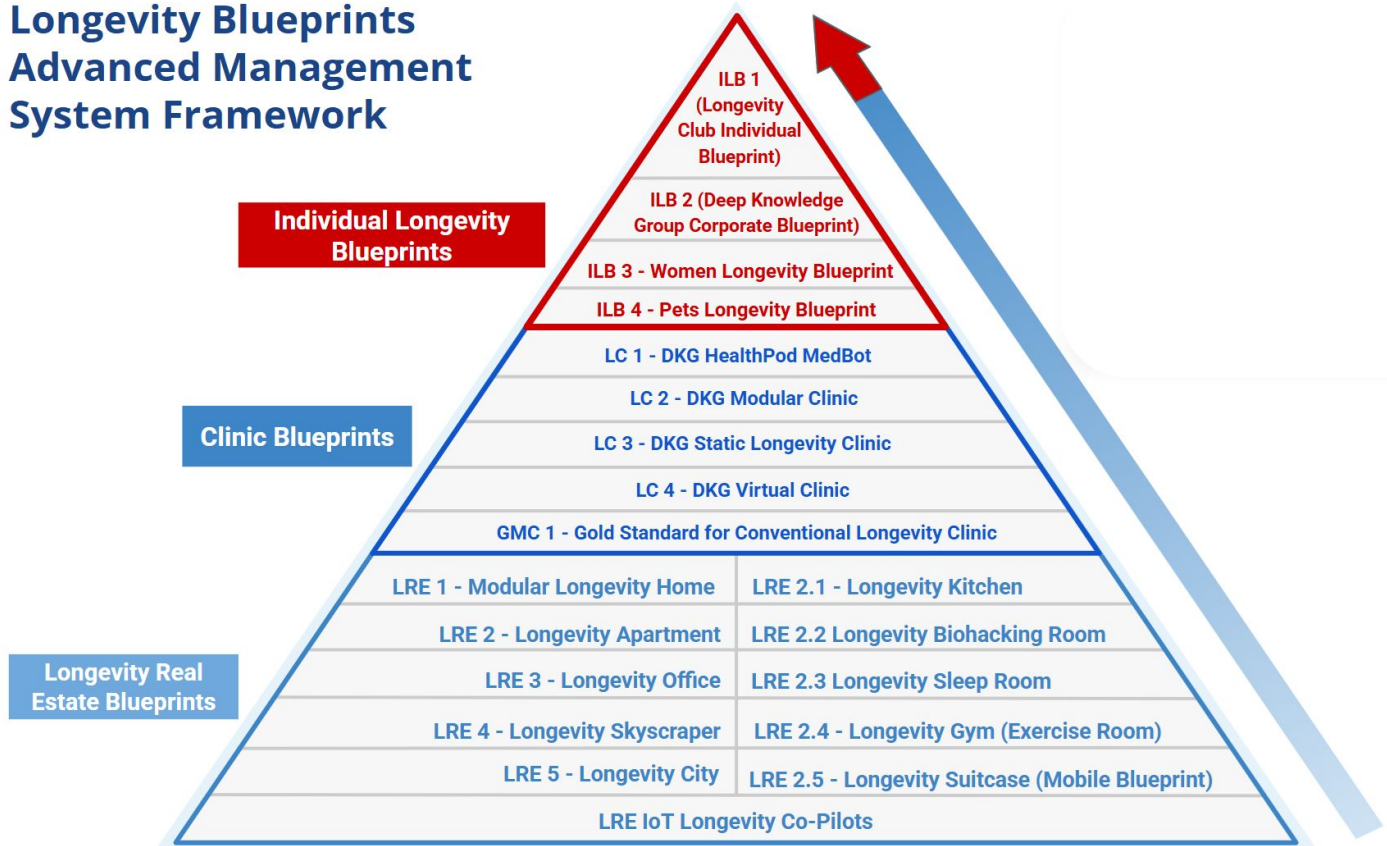 Longevity Blueprints
Advanced Management
System Framework
ILB 1
(Longevity
Club Individual
Blueprint)
ILB 2 (Deep Knowledge
Group Corporate Blueprint)
Individual Longevity
Blueprints
ILB 3 - Women Longevity Blueprint
ILB 4 - Pets Longevity Blueprint
LC 1 - DKG HealthPod MedBot
LC 2 - DKG Modular Clinic
Clinic Blueprints
LC 3 - DKG Static Longevity Clinic
LC 4 - DKG Virtual Clinic
GMC 1 - Gold Standard for Conventional Longevity Clinic
LRE 1 - Modular Longevity Home
LRE 2.1 - Longevity Kitchen
LRE 2 - Longevity Apartment
LRE 2.2 Longevity Biohacking Room
Longevity Real
Estate Blueprints
LRE 3 - Longevity Office
LRE 2.3 Longevity Sleep Room
LRE 4 - Longevity Skyscraper
LRE 2.4 - Longevity Gym (Exercise Room)
LRE 5 - Longevity City
LRE 2.5 - Longevity Suitcase (Mobile Blueprint)
LRE IoT Longevity Co-Pilots